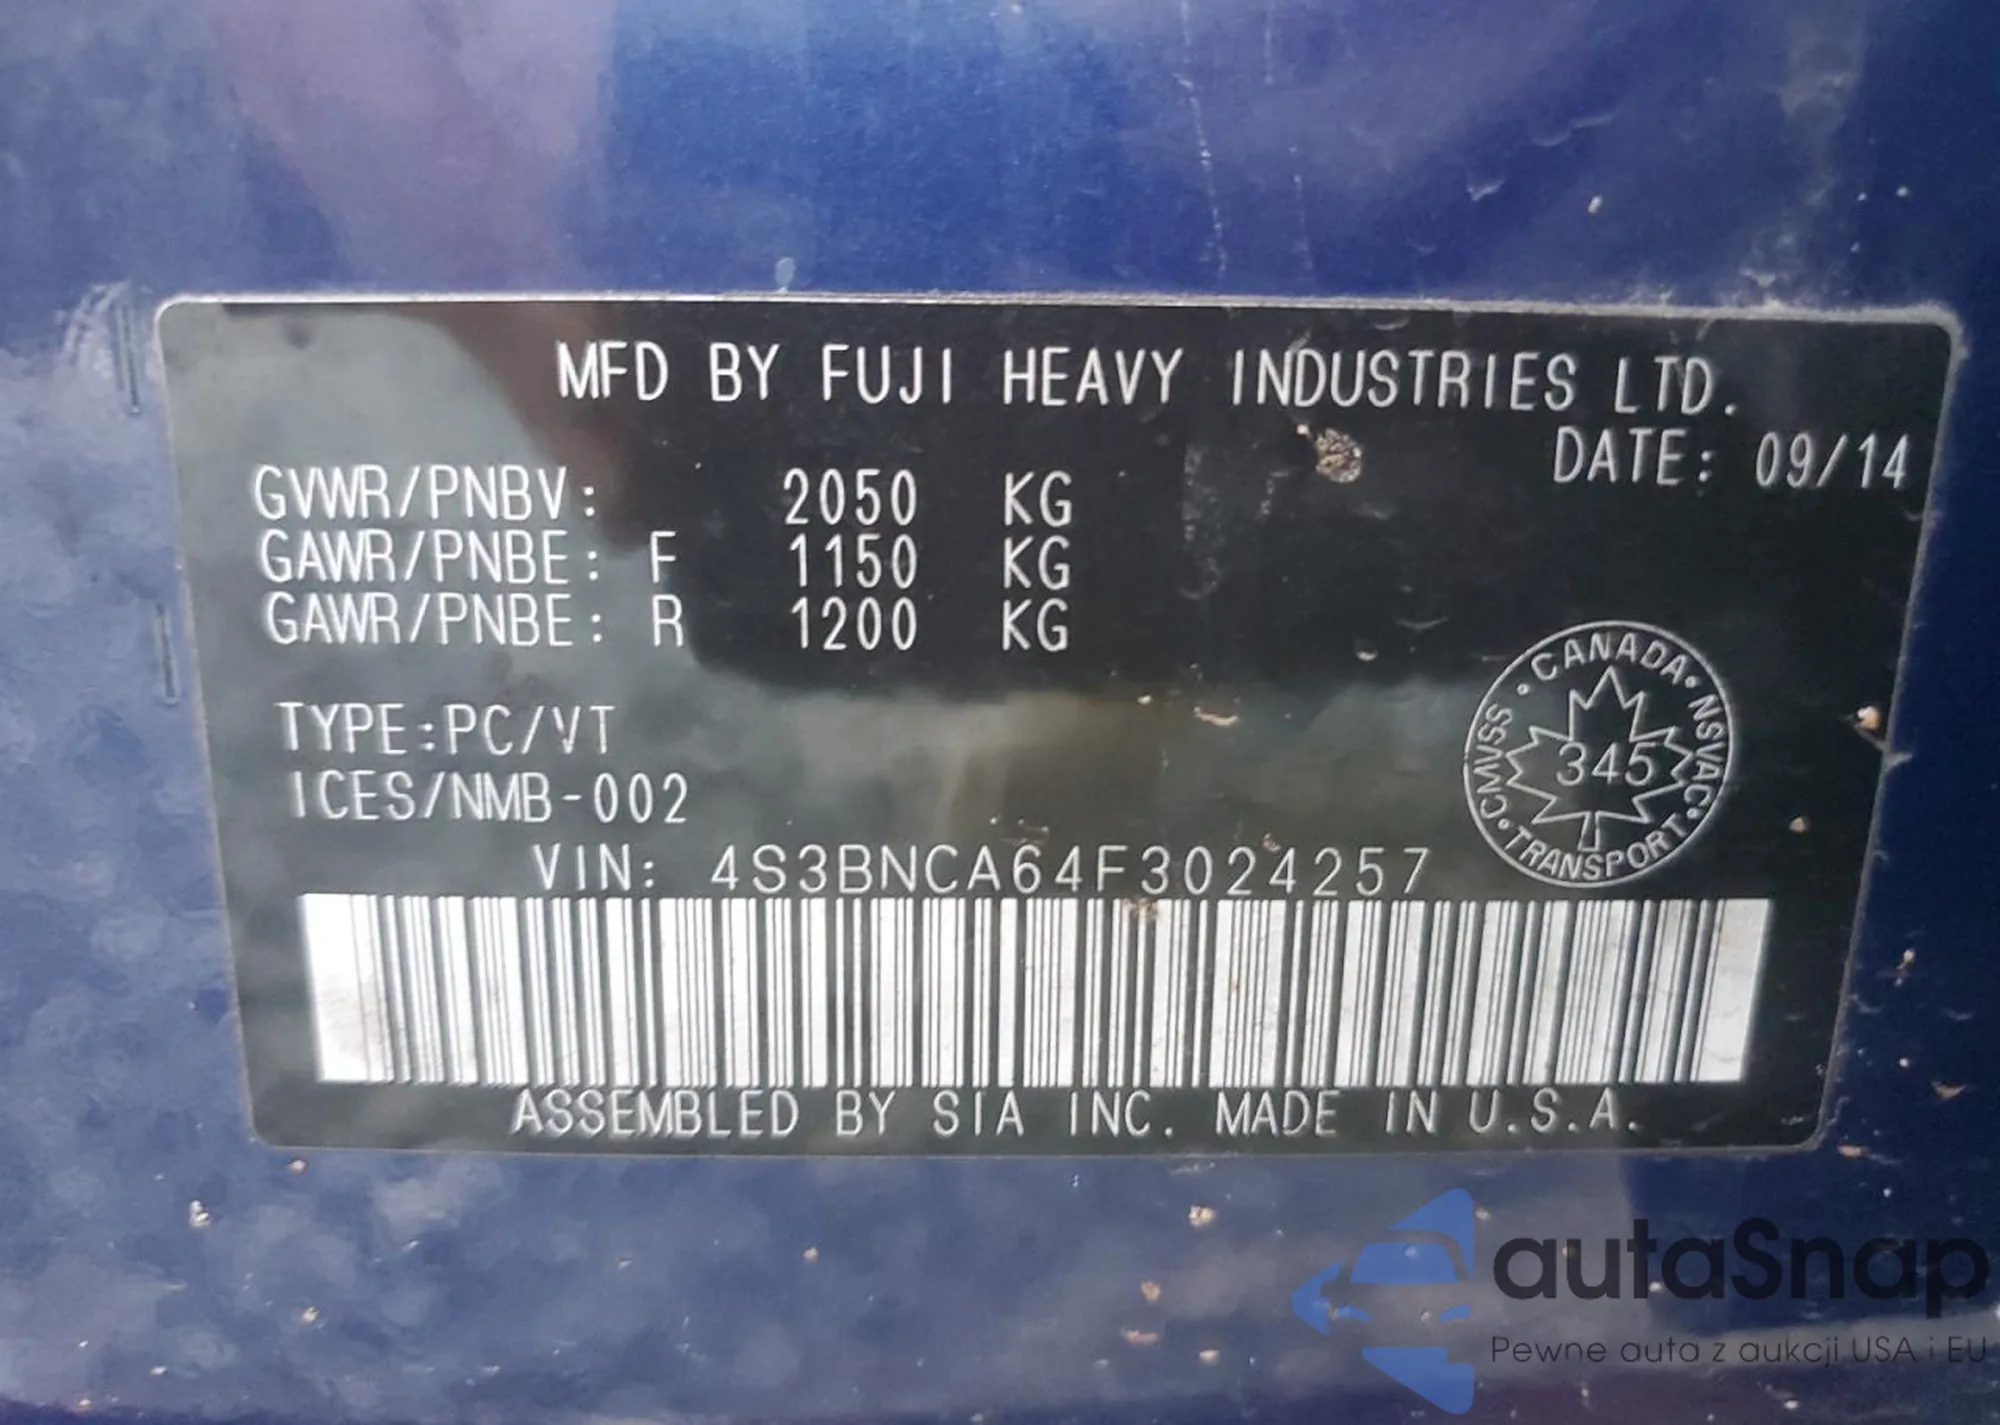 MFD BY FUJI HEAVY INDUSTRIES LTD.
DATE: 09/14
GVWR/PNBV: 2050 KG
GAWR/PNBE: F 1150 KG
GAWR/PNBE: R 1200 KG
TYPE:PC/VT
ICES/NMB-002
CANADA • NSVAC • TRANSPORT • CMVSS •
345
VIN: 4S3BNCA64F3024257
ASSEMBLED BY SIA INC. MADE IN U.S.A.
autaSnap
Pewne auta z aukcji USA i EU